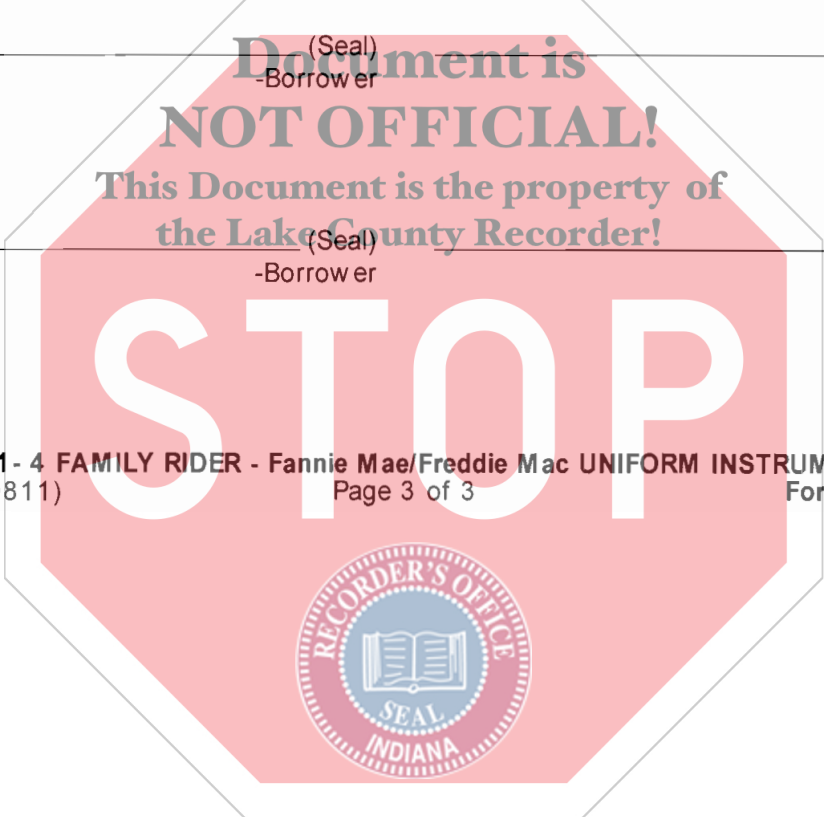 (Seal)
Document is
-Borrower
NOT OFFICIAL!
This Document is the property of
the Lake County Recorder!
(Seal)
-Borrower
STOP
1- 4 FAMILY RIDER - Fannie Mae/Freddie Mac UNIFORM INSTRUM
811) Page 3 of 3 For
RECORDER'S OFFICE
SEAL
INDIANA